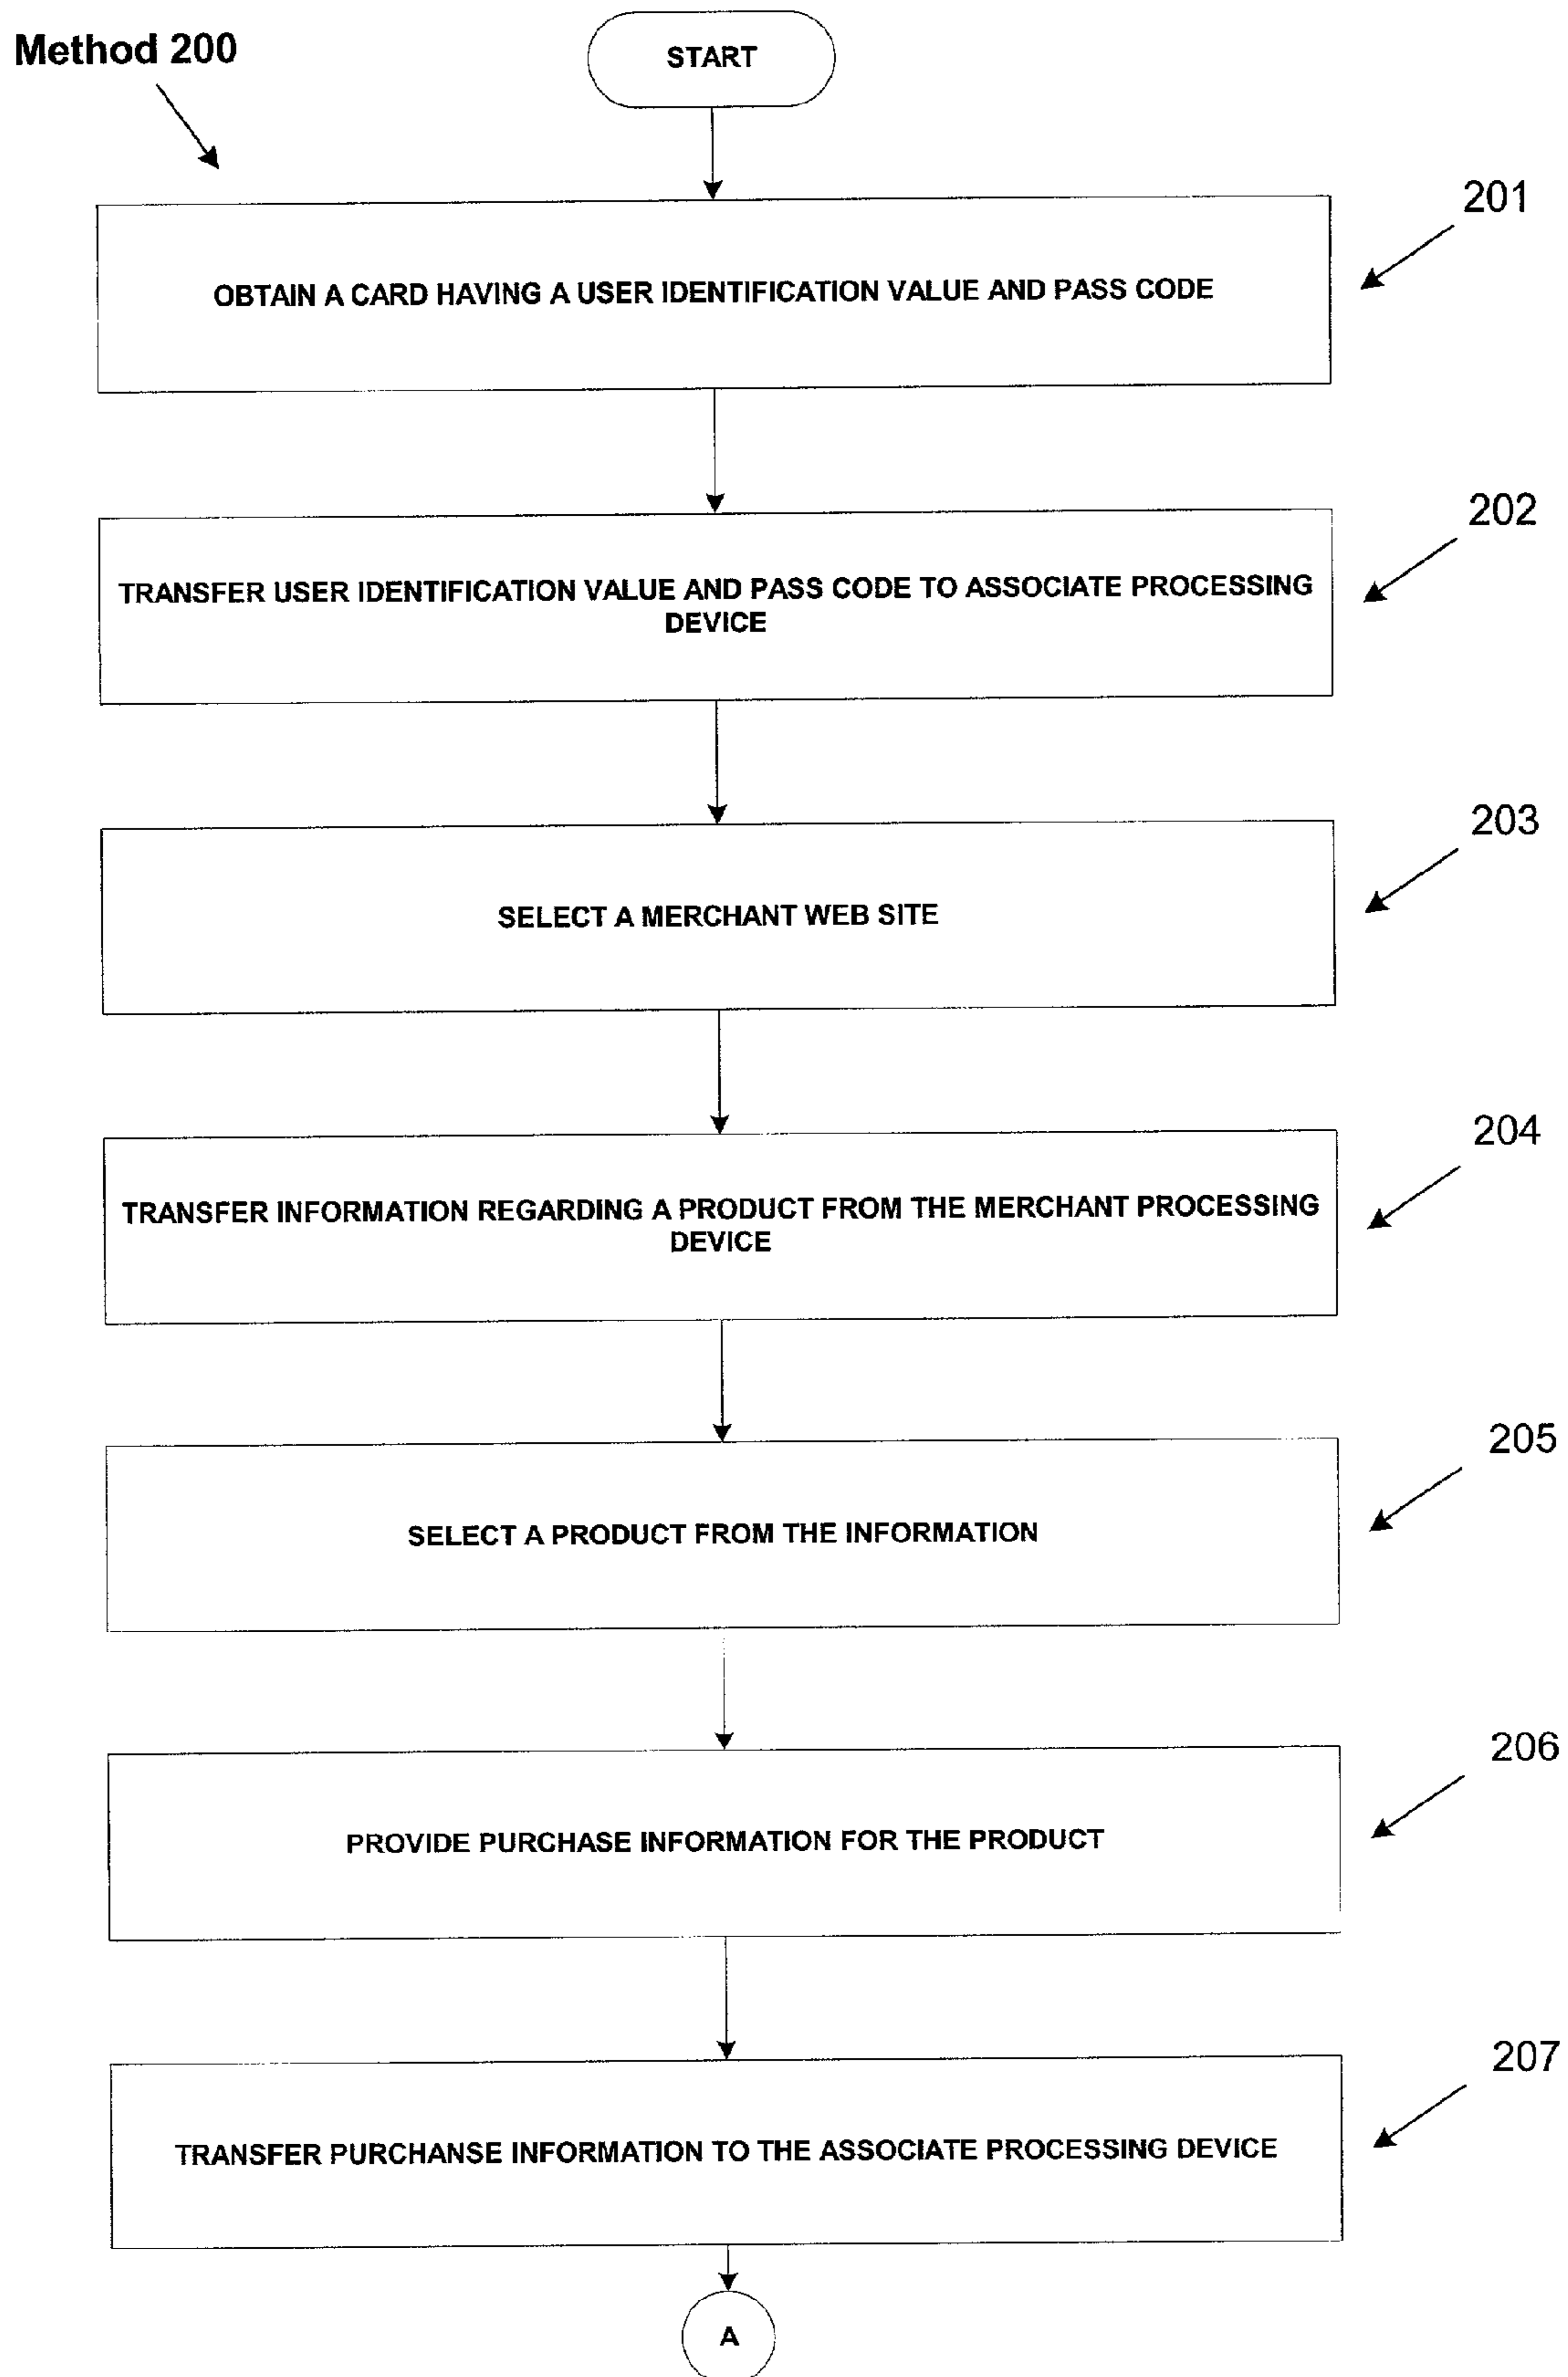 Method 200
START
201
OBTAIN A CARD HAVING A USER IDENTIFICATION VALUE AND PASS CODE
202
TRANSFER USER IDENTIFICATION VALUE AND PASS CODE TO ASSOCIATE PROCESSING
DEVICE
203
SELECT A MERCHANT WEB SITE
204
TRANSFER INFORMATION REGARDING A PRODUCT FROM THE MERCHANT PROCESSING
DEVICE
205
SELECT A PRODUCT FROM THE INFORMATION
206
PROVIDE PURCHASE INFORMATION FOR THE PRODUCT
207
TRANSFER PURCHANSE INFORMATION TO THE ASSOCIATE PROCESSING DEVICE
A